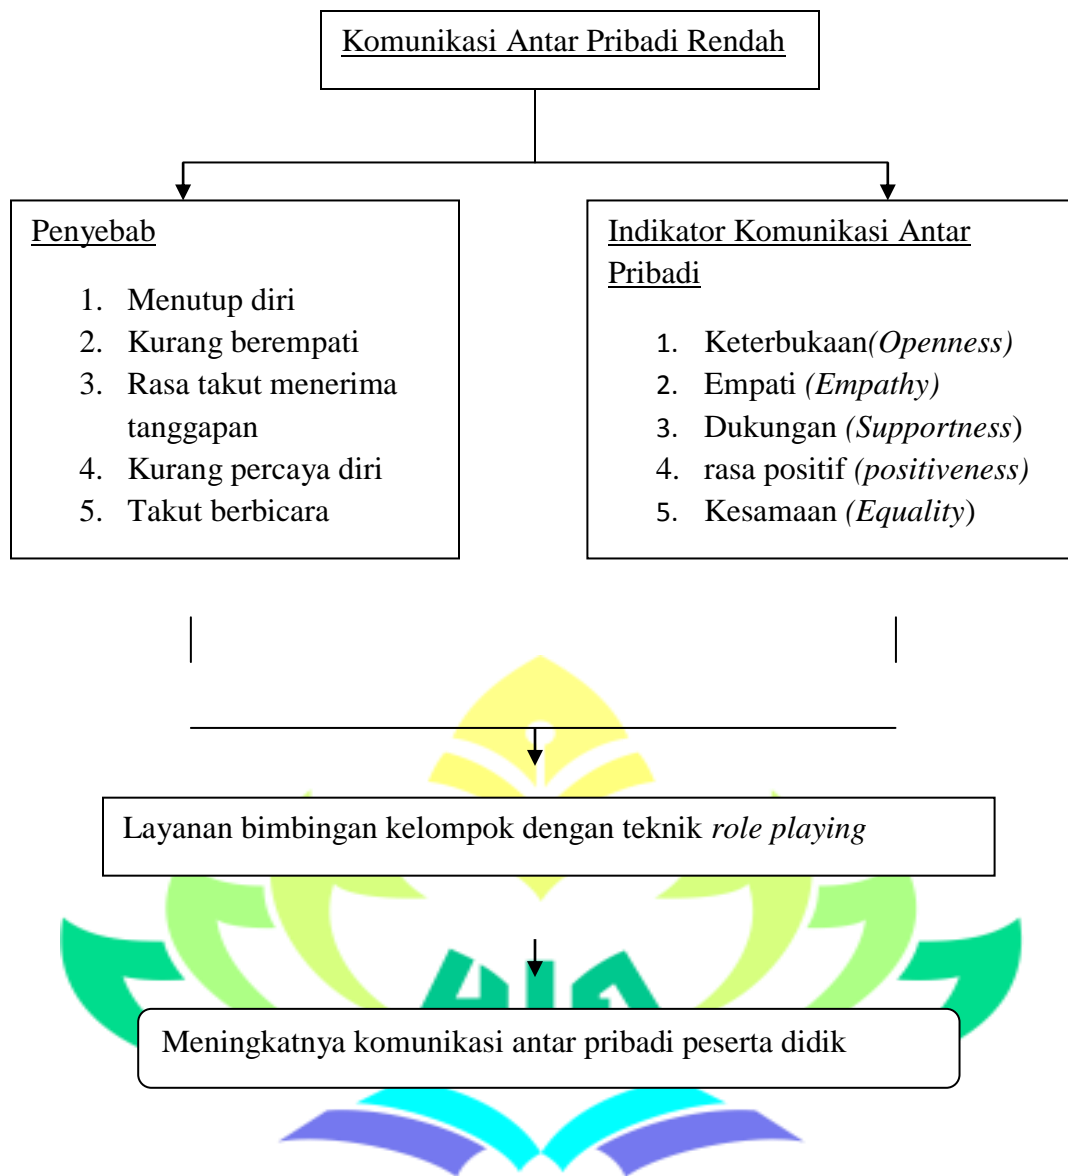 Komunikasi Antar Pribadi Rendah
Penyebab
1. Menutup diri
2. Kurang berempati
3. Rasa takut menerima
tanggapan
4. Kurang percaya diri
5. Takut berbicara
Indikator Komunikasi Antar
Pribadi
1. Keterbukaan(Openness)
2. Empati (Empathy)
3. Dukungan (Supportness)
4. rasa positif (positiveness)
5. Kesamaan (Equality)
Layanan bimbingan kelompok dengan teknik role playing
Meningkatnya komunikasi antar pribadi peserta didik